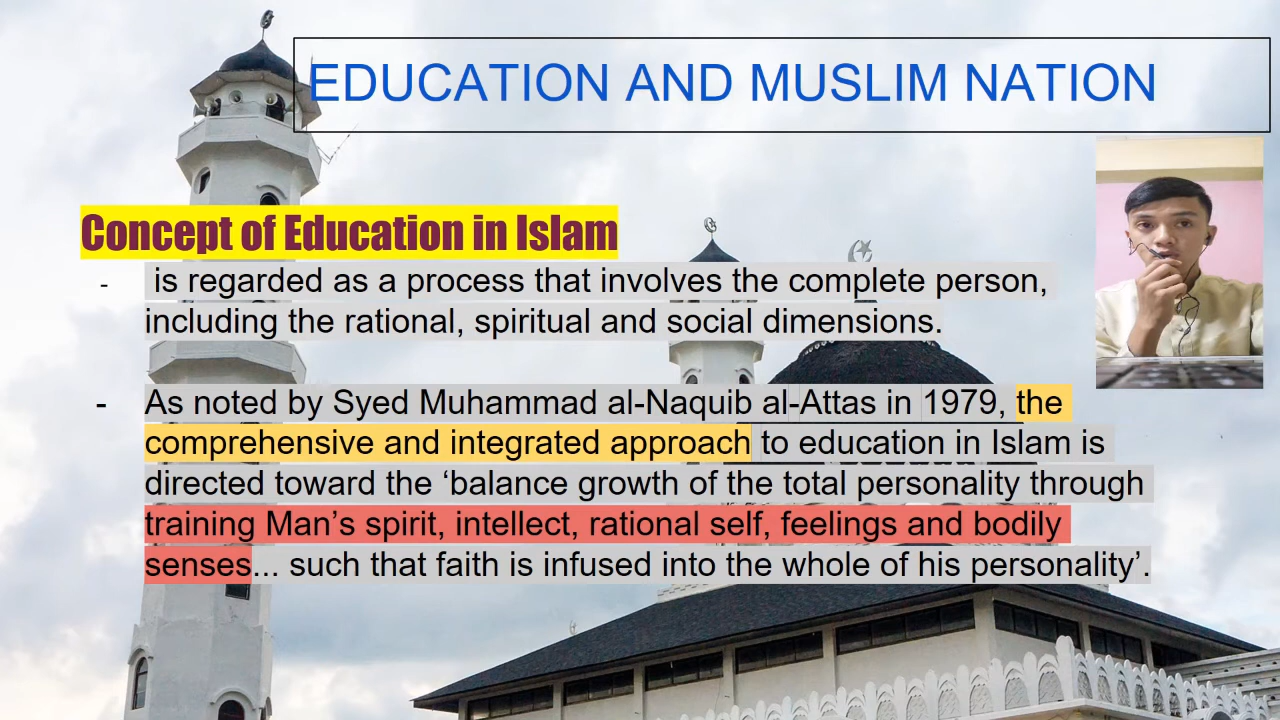 EDUCATION AND MUSLIM NATION
Concept of Education in Islam
- is regarded as a process that involves the complete person,
including the rational, spiritual and social dimensions.
- As noted by Syed Muhammad al-Naquib al-Attas in 1979, the
comprehensive and integrated approach to education in Islam is
directed toward the ‘balance growth of the total personality through
training Man’s spirit, intellect, rational self, feelings and bodily
senses... such that faith is infused into the whole of his personality’.